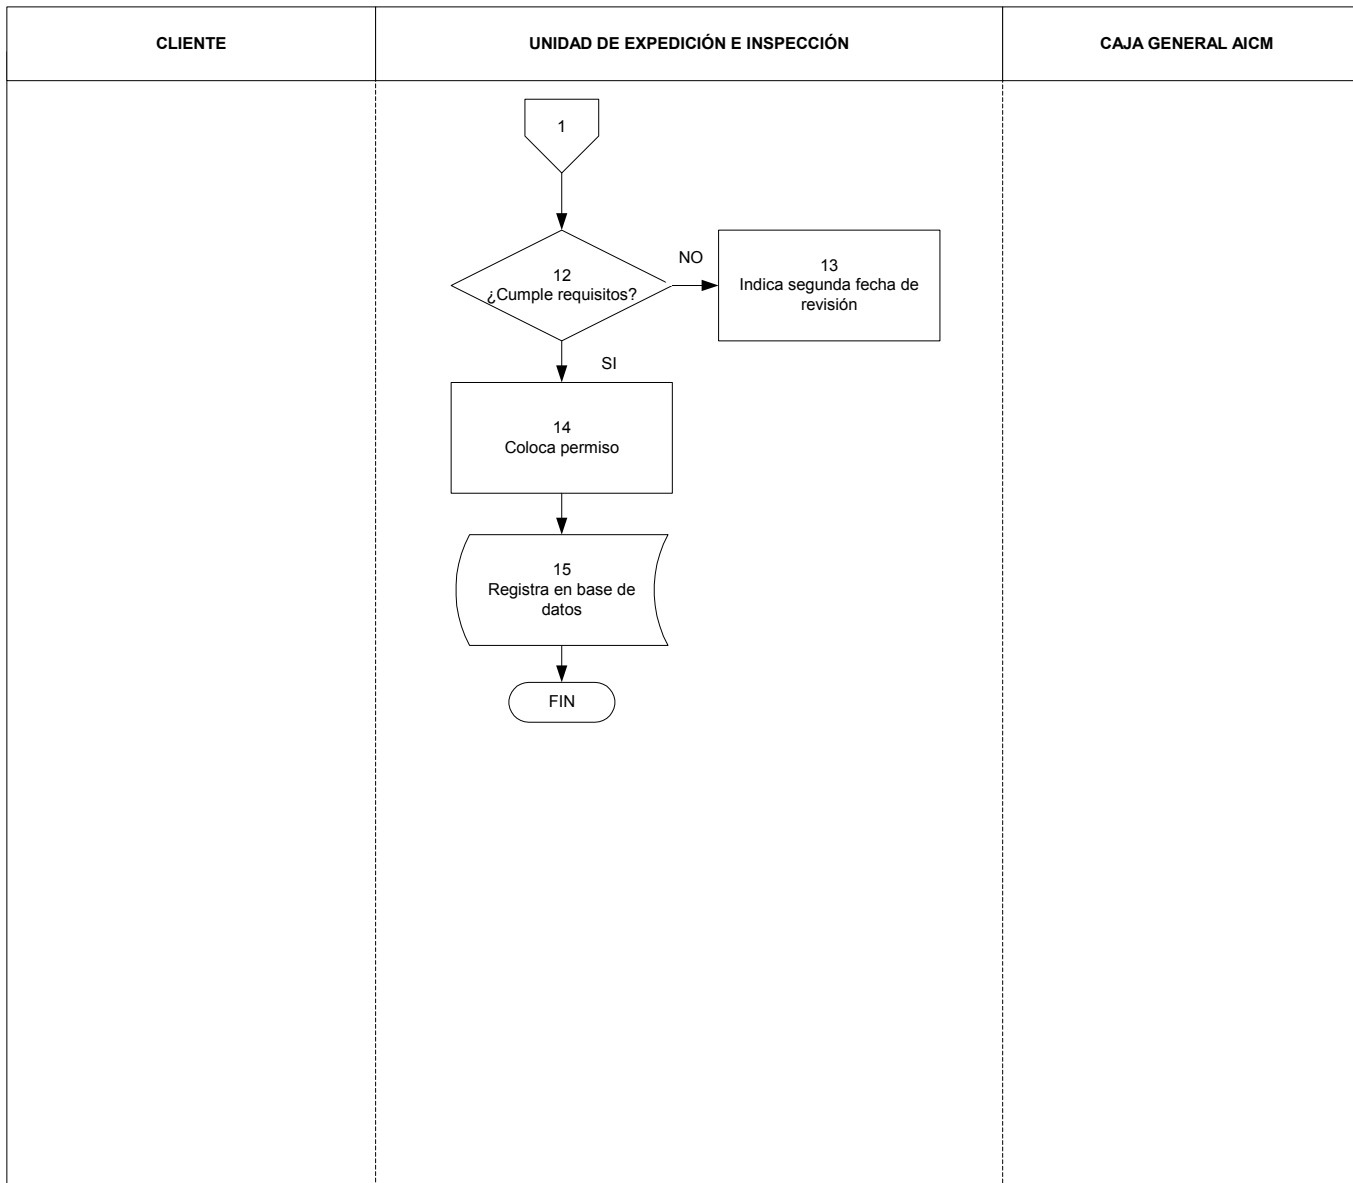 CLIENTE
UNIDAD DE EXPEDICIÓN E INSPECCIÓN
CAJA GENERAL AICM
1
12
¿Cumple requisitos?
NO
13
Indica segunda fecha de
revisión
SI
14
Coloca permiso
15
Registra en base de
datos
FIN